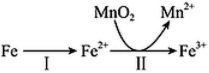 MnO₂ Mn²⁺
Fe Fe²⁺ Fe³⁺
I II